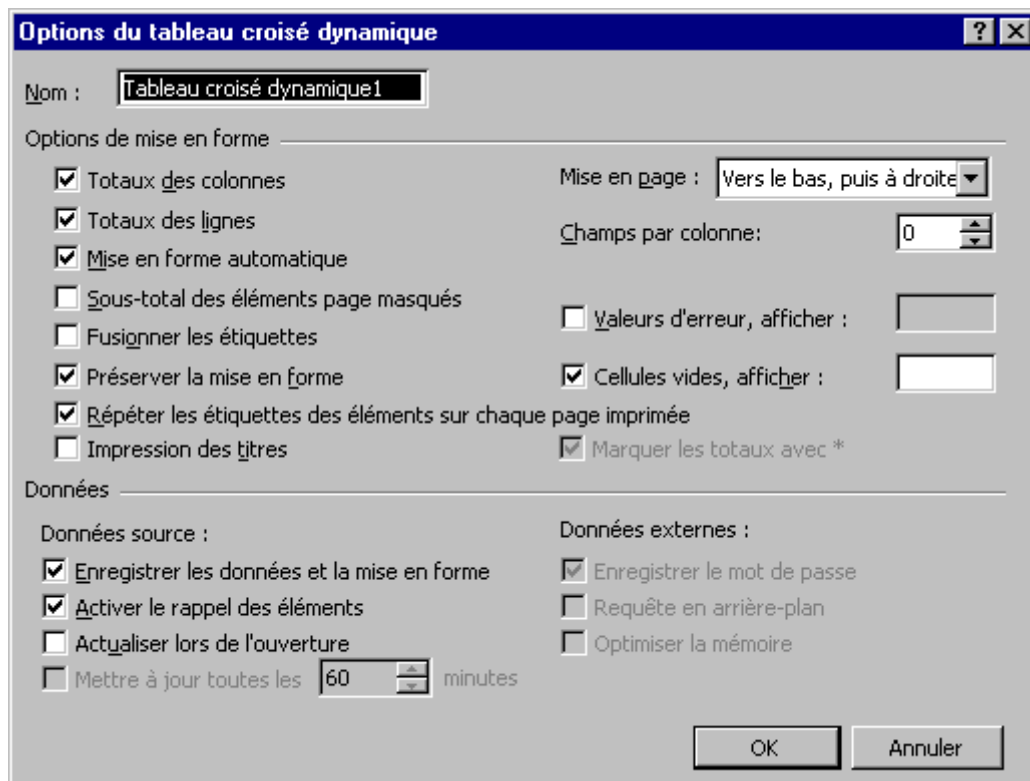 Options du tableau croisé dynamique
Nom : Tableau croisé dynamique1
Options de mise en forme
Totaux des colonnes
Mise en page : Vers le bas, puis à droite
Totaux des lignes
Champs par colonne: 0
Mise en forme automatique
Sous-total des éléments page masqués
Valeurs d'erreur, afficher :
Fusionner les étiquettes
Préserver la mise en forme
Cellules vides, afficher :
Répéter les étiquettes des éléments sur chaque page imprimée
Impression des titres
Marquer les totaux avec *
Données
Données source :
Données externes :
Enregistrer les données et la mise en forme
Enregistrer le mot de passe
Activer le rappel des éléments
Requête en arrière-plan
Actualiser lors de l'ouverture
Optimiser la mémoire
Mettre à jour toutes les 60 minutes
OK
Annuler